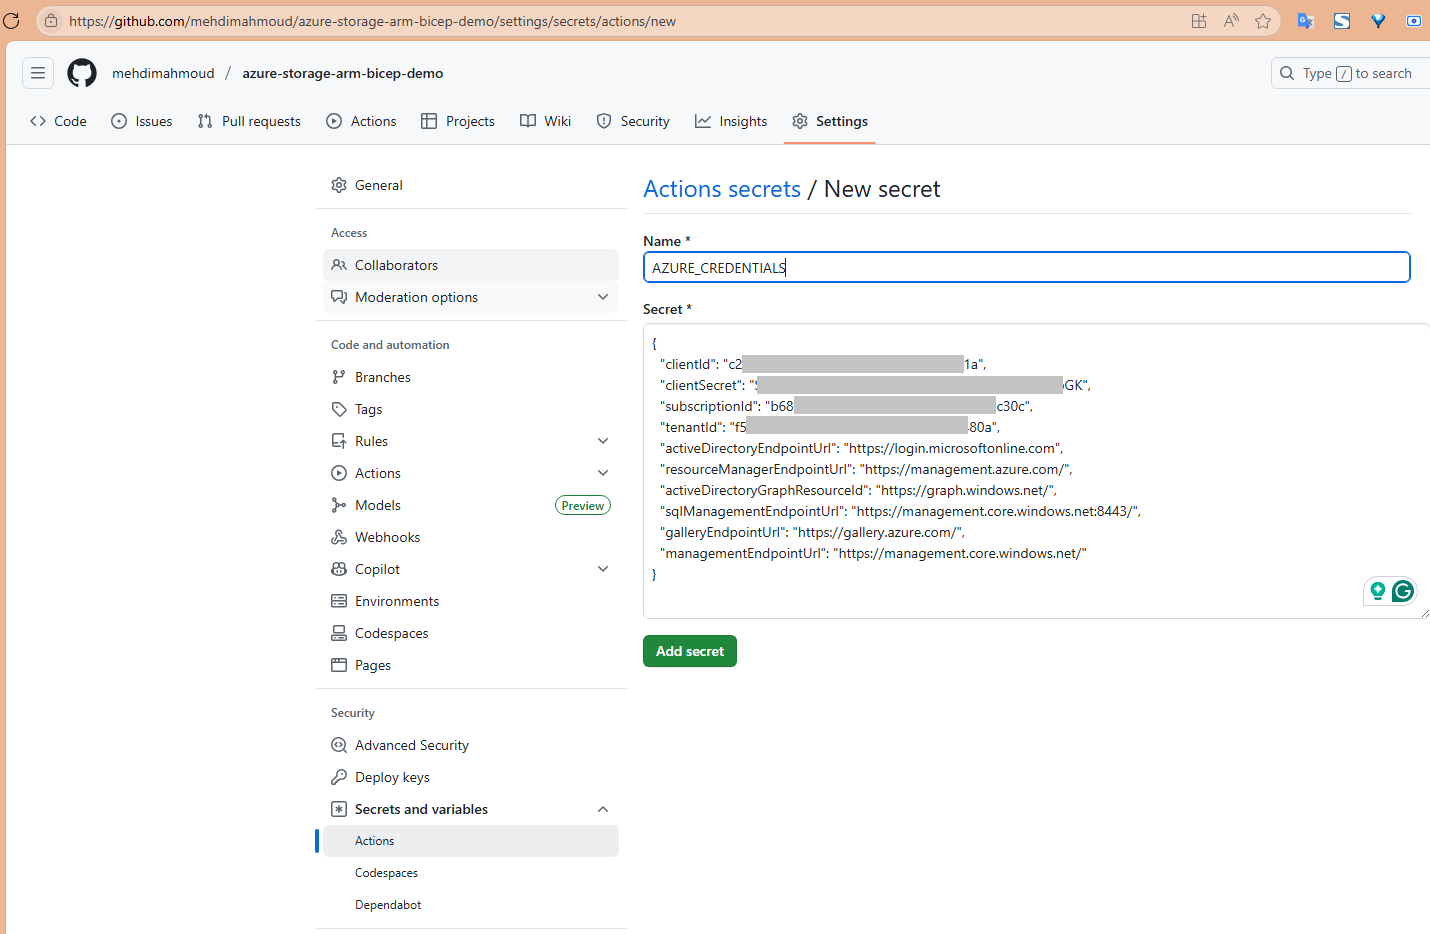 https://github.com/mehdimahmoud/azure-storage-arm-bicep-demo/settings/secrets/actions/new
mehdimahmoud / azure-storage-arm-bicep-demo
Type / to search
Code
Issues
Pull requests
Actions
Projects
Wiki
Security
Insights
Settings
General
Access
Collaborators
Moderation options
Code and automation
Branches
Tags
Rules
Actions
Models Preview
Webhooks
Copilot
Environments
Codespaces
Pages
Security
Advanced Security
Deploy keys
Secrets and variables
Actions
Codespaces
Dependabot
Actions secrets / New secret
Name *
AZURE_CREDENTIALS
Secret *
{
"clientId": "c2 1a",
"clientSecret": " GK",
"subscriptionId": "b68 c30c",
"tenantId": "f5 80a",
"activeDirectoryEndpointUrl": "https://login.microsoftonline.com",
"resourceManagerEndpointUrl": "https://management.azure.com/",
"activeDirectoryGraphResourceId": "https://graph.windows.net/",
"sqlManagementEndpointUrl": "https://management.core.windows.net:8443/",
"galleryEndpointUrl": "https://gallery.azure.com/",
"managementEndpointUrl": "https://management.core.windows.net/"
}
Add secret